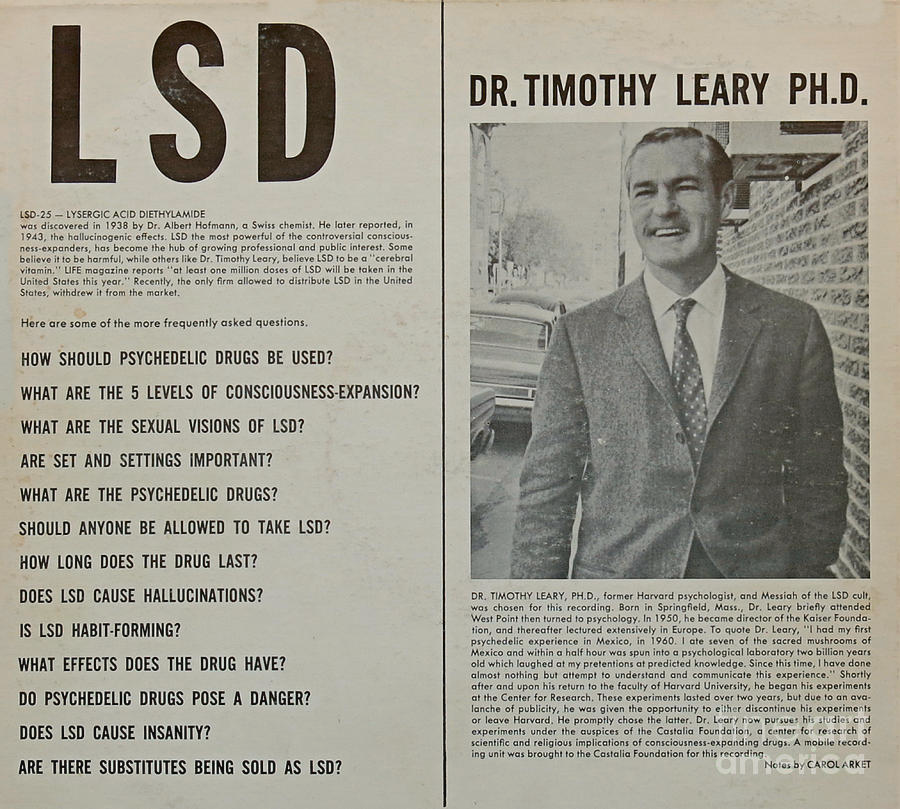 LSD
LSD-25 — LYSERGIC ACID DIETHYLAMIDE
was discovered in 1938 by Dr. Albert Hofmann, a Swiss chemist. He later reported, in
1943, the hallucinogenic effects. LSD the most powerful of the controversial conscious-
ness-expanders, has become the hub of growing professional and public interest. Some
believe it to be harmful, while others like Dr. Timothy Leary, believe LSD to be a "cerebral
vitamin." LIFE magazine reports "at least one million doses of LSD will be taken in the
United States this year." Recently, the only firm allowed to distribute LSD in the United
States, withdrew it from the market.
Here are some of the more frequently asked questions.
HOW SHOULD PSYCHEDELIC DRUGS BE USED?
WHAT ARE THE 5 LEVELS OF CONSCIOUSNESS-EXPANSION?
WHAT ARE THE SEXUAL VISIONS OF LSD?
ARE SET AND SETTINGS IMPORTANT?
WHAT ARE THE PSYCHEDELIC DRUGS?
SHOULD ANYONE BE ALLOWED TO TAKE LSD?
HOW LONG DOES THE DRUG LAST?
DOES LSD CAUSE HALLUCINATIONS?
IS LSD HABIT-FORMING?
WHAT EFFECTS DOES THE DRUG HAVE?
DO PSYCHEDELIC DRUGS POSE A DANGER?
DOES LSD CAUSE INSANITY?
ARE THERE SUBSTITUTES BEING SOLD AS LSD?
DR. TIMOTHY LEARY PH.D.
DR. TIMOTHY LEARY, PH.D., former Harvard psychologist, and Messiah of the LSD cult,
was chosen for this recording. Born in Springfield, Mass., Dr. Leary briefly attended
West Point then turned to psychology. In 1950, he became director of the Kaiser Founda-
tion, and thereafter lectured extensively in Europe. To quote Dr. Leary, "I had my first
psychedelic experience in Mexico, in 1960. I ate seven of the sacred mushrooms of
Mexico and within a half hour was spun into a psychological laboratory two billion years
old which laughed at my pretentions at predicted knowledge. Since this time, I have done
almost nothing but attempt to understand and communicate this experience." Shortly
after and upon his return to the faculty of Harvard University, he began his experiments
at the Center for Research. These experiments lasted over two years, but due to an ava-
lanche of publicity, he was given the opportunity to either discontinue his experiments
or leave Harvard. He promptly chose the latter. Dr. Leary now pursues his studies and
experiments under the auspices of the Castalia Foundation, a center for research of
scientific and religious implications of consciousness-expanding drugs. A mobile record-
ing unit was brought to the Castalia Foundation for this recording.
Notes by CAROL ARKET
fine art
america